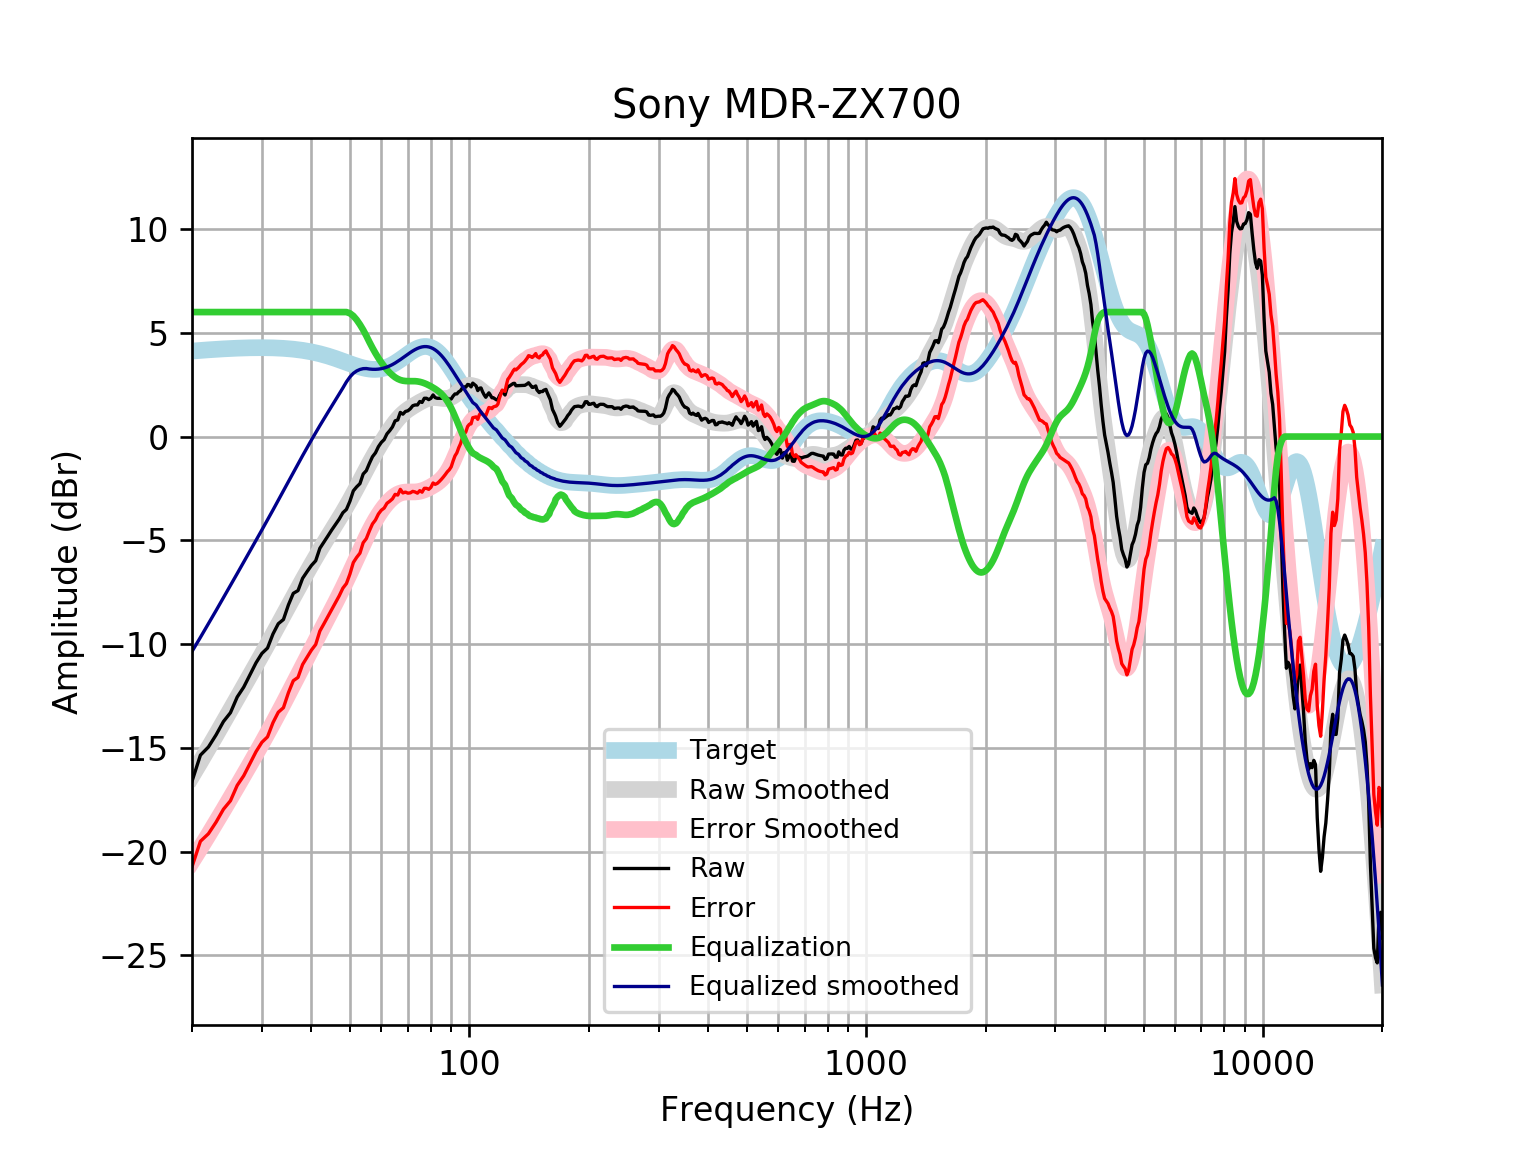 Sony MDR-ZX700
Amplitude (dBr)
10
5
0
−5
−10
−15
−20
−25
Target
Raw Smoothed
Error Smoothed
Raw
Error
Equalization
Equalized smoothed
100
1000
10000
Frequency (Hz)